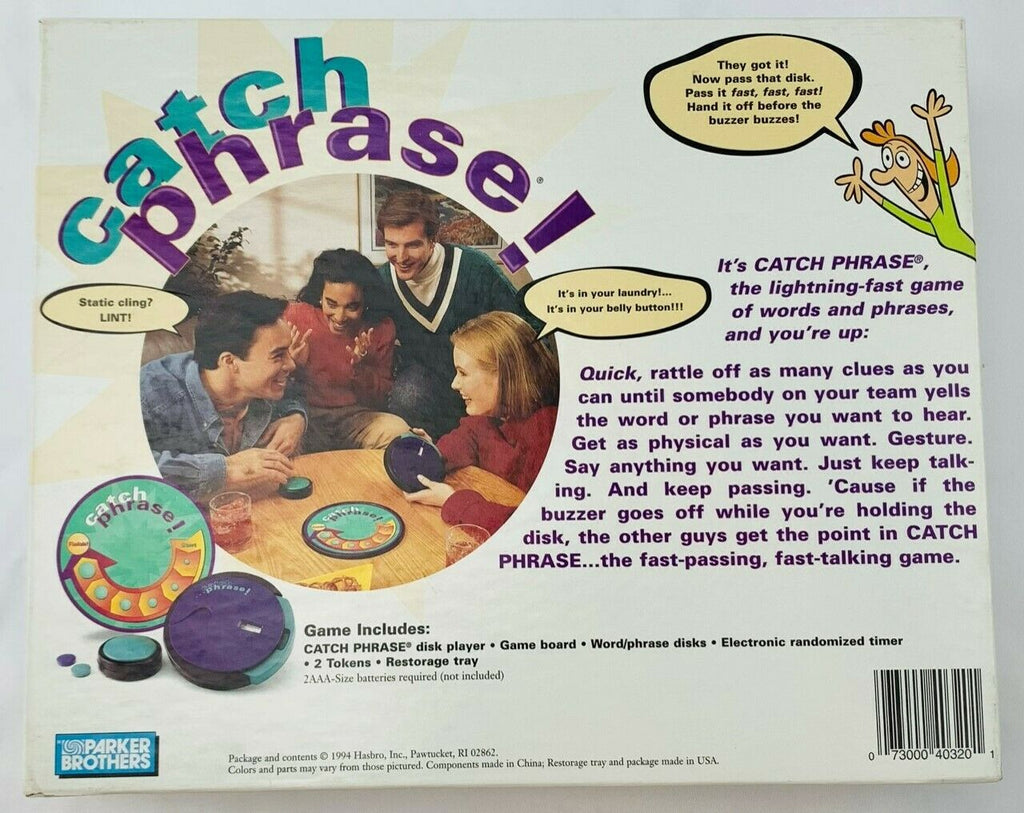 catch
phrase!®
They got it!
Now pass that disk.
Pass it fast, fast, fast!
Hand it off before the
buzzer buzzes!
Static cling?
LINT!
It's in your laundry!...
It's in your belly button!!!
It's CATCH PHRASE®,
the lightning-fast game
of words and phrases,
and you're up:
Quick, rattle off as many clues as you
can until somebody on your team yells
the word or phrase you want to hear.
Get as physical as you want. Gesture.
Say anything you want. Just keep talk-
ing. And keep passing. 'Cause if the
buzzer goes off while you're holding the
disk, the other guys get the point in CATCH
PHRASE...the fast-passing, fast-talking game.
catch
phrase!
catch
phrase!
phrase!
Game Includes:
CATCH PHRASE® disk player • Game board • Word/phrase disks • Electronic randomized timer
• 2 Tokens • Restorage tray
2AAA-Size batteries required (not included)
PARKER
BROTHERS
Package and contents © 1994 Hasbro, Inc., Pawtucket, RI 02862.
Colors and parts may vary from those pictured. Components made in China; Restorage tray and package made in USA.
0 73000 40320 1